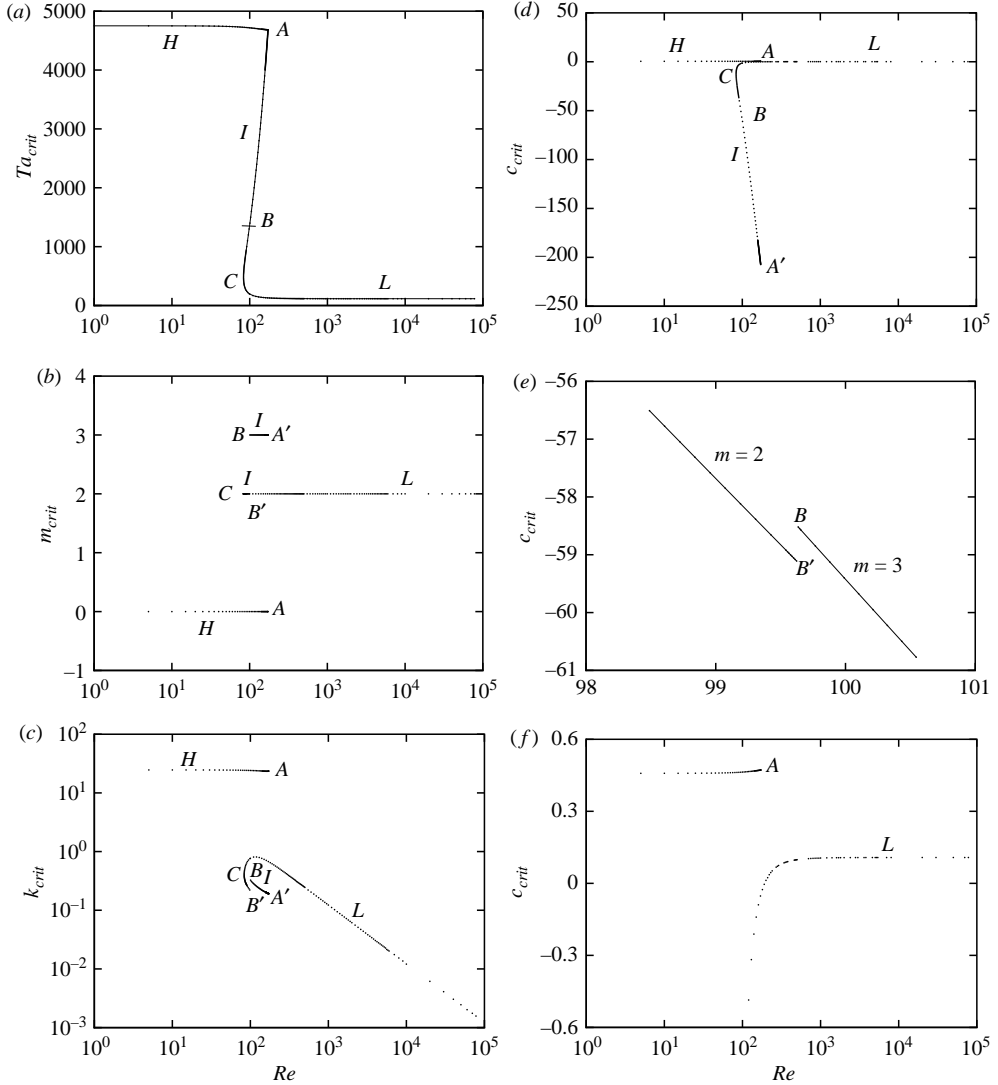 (a)
5000
4000
3000
2000
1000
0
Ta_crit
H
A
I
B
C
L
10^0
10^1
10^2
10^3
10^4
10^5
(b)
4
3
2
1
0
−1
m_crit
I
B
A′
I
C
L
B′
A
H
10^0
10^1
10^2
10^3
10^4
10^5
(c)
10^2
10^1
10^0
10^−1
10^−2
10^−3
k_crit
H
A
C
B
I
B′
A′
L
10^0
10^1
10^2
10^3
10^4
10^5
Re
(d)
50
0
−50
−100
−150
−200
−250
c_crit
H
A
L
C
B
I
A′
10^0
10^1
10^2
10^3
10^4
10^5
(e)
−56
−57
−58
−59
−60
−61
c_crit
m = 2
B
B′
m = 3
98
99
100
101
(f)
0.6
0.3
0
−0.3
−0.6
c_crit
A
L
10^0
10^1
10^2
10^3
10^4
10^5
Re